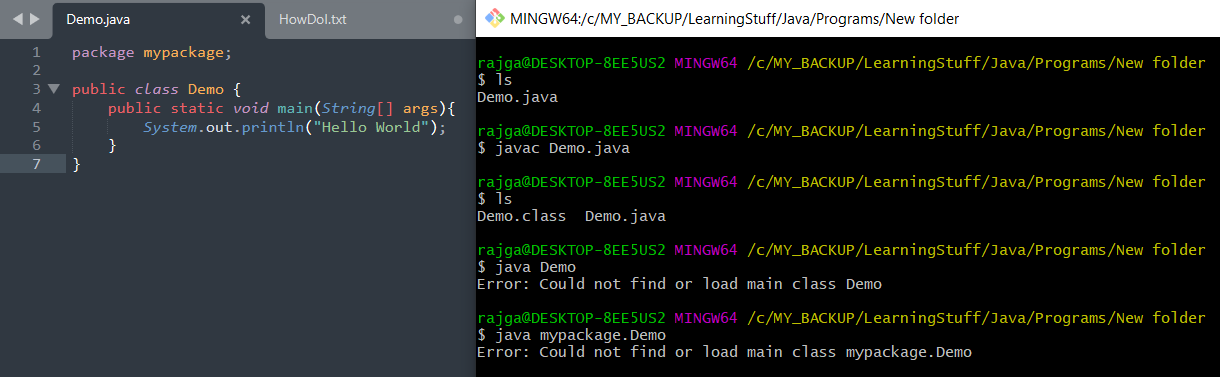 Demo.java × HowDoI.txt
1 package mypackage;
2
3 public class Demo {
4 public static void main(String[] args){
5 System.out.println("Hello World");
6 }
7 }
MINGW64:/c/MY_BACKUP/LearningStuff/Java/Programs/New folder
rajga@DESKTOP-8EE5US2 MINGW64 /c/MY_BACKUP/LearningStuff/Java/Programs/New folder
$ ls
Demo.java
rajga@DESKTOP-8EE5US2 MINGW64 /c/MY_BACKUP/LearningStuff/Java/Programs/New folder
$ javac Demo.java
rajga@DESKTOP-8EE5US2 MINGW64 /c/MY_BACKUP/LearningStuff/Java/Programs/New folder
$ ls
Demo.class  Demo.java
rajga@DESKTOP-8EE5US2 MINGW64 /c/MY_BACKUP/LearningStuff/Java/Programs/New folder
$ java Demo
Error: Could not find or load main class Demo
rajga@DESKTOP-8EE5US2 MINGW64 /c/MY_BACKUP/LearningStuff/Java/Programs/New folder
$ java mypackage.Demo
Error: Could not find or load main class mypackage.Demo